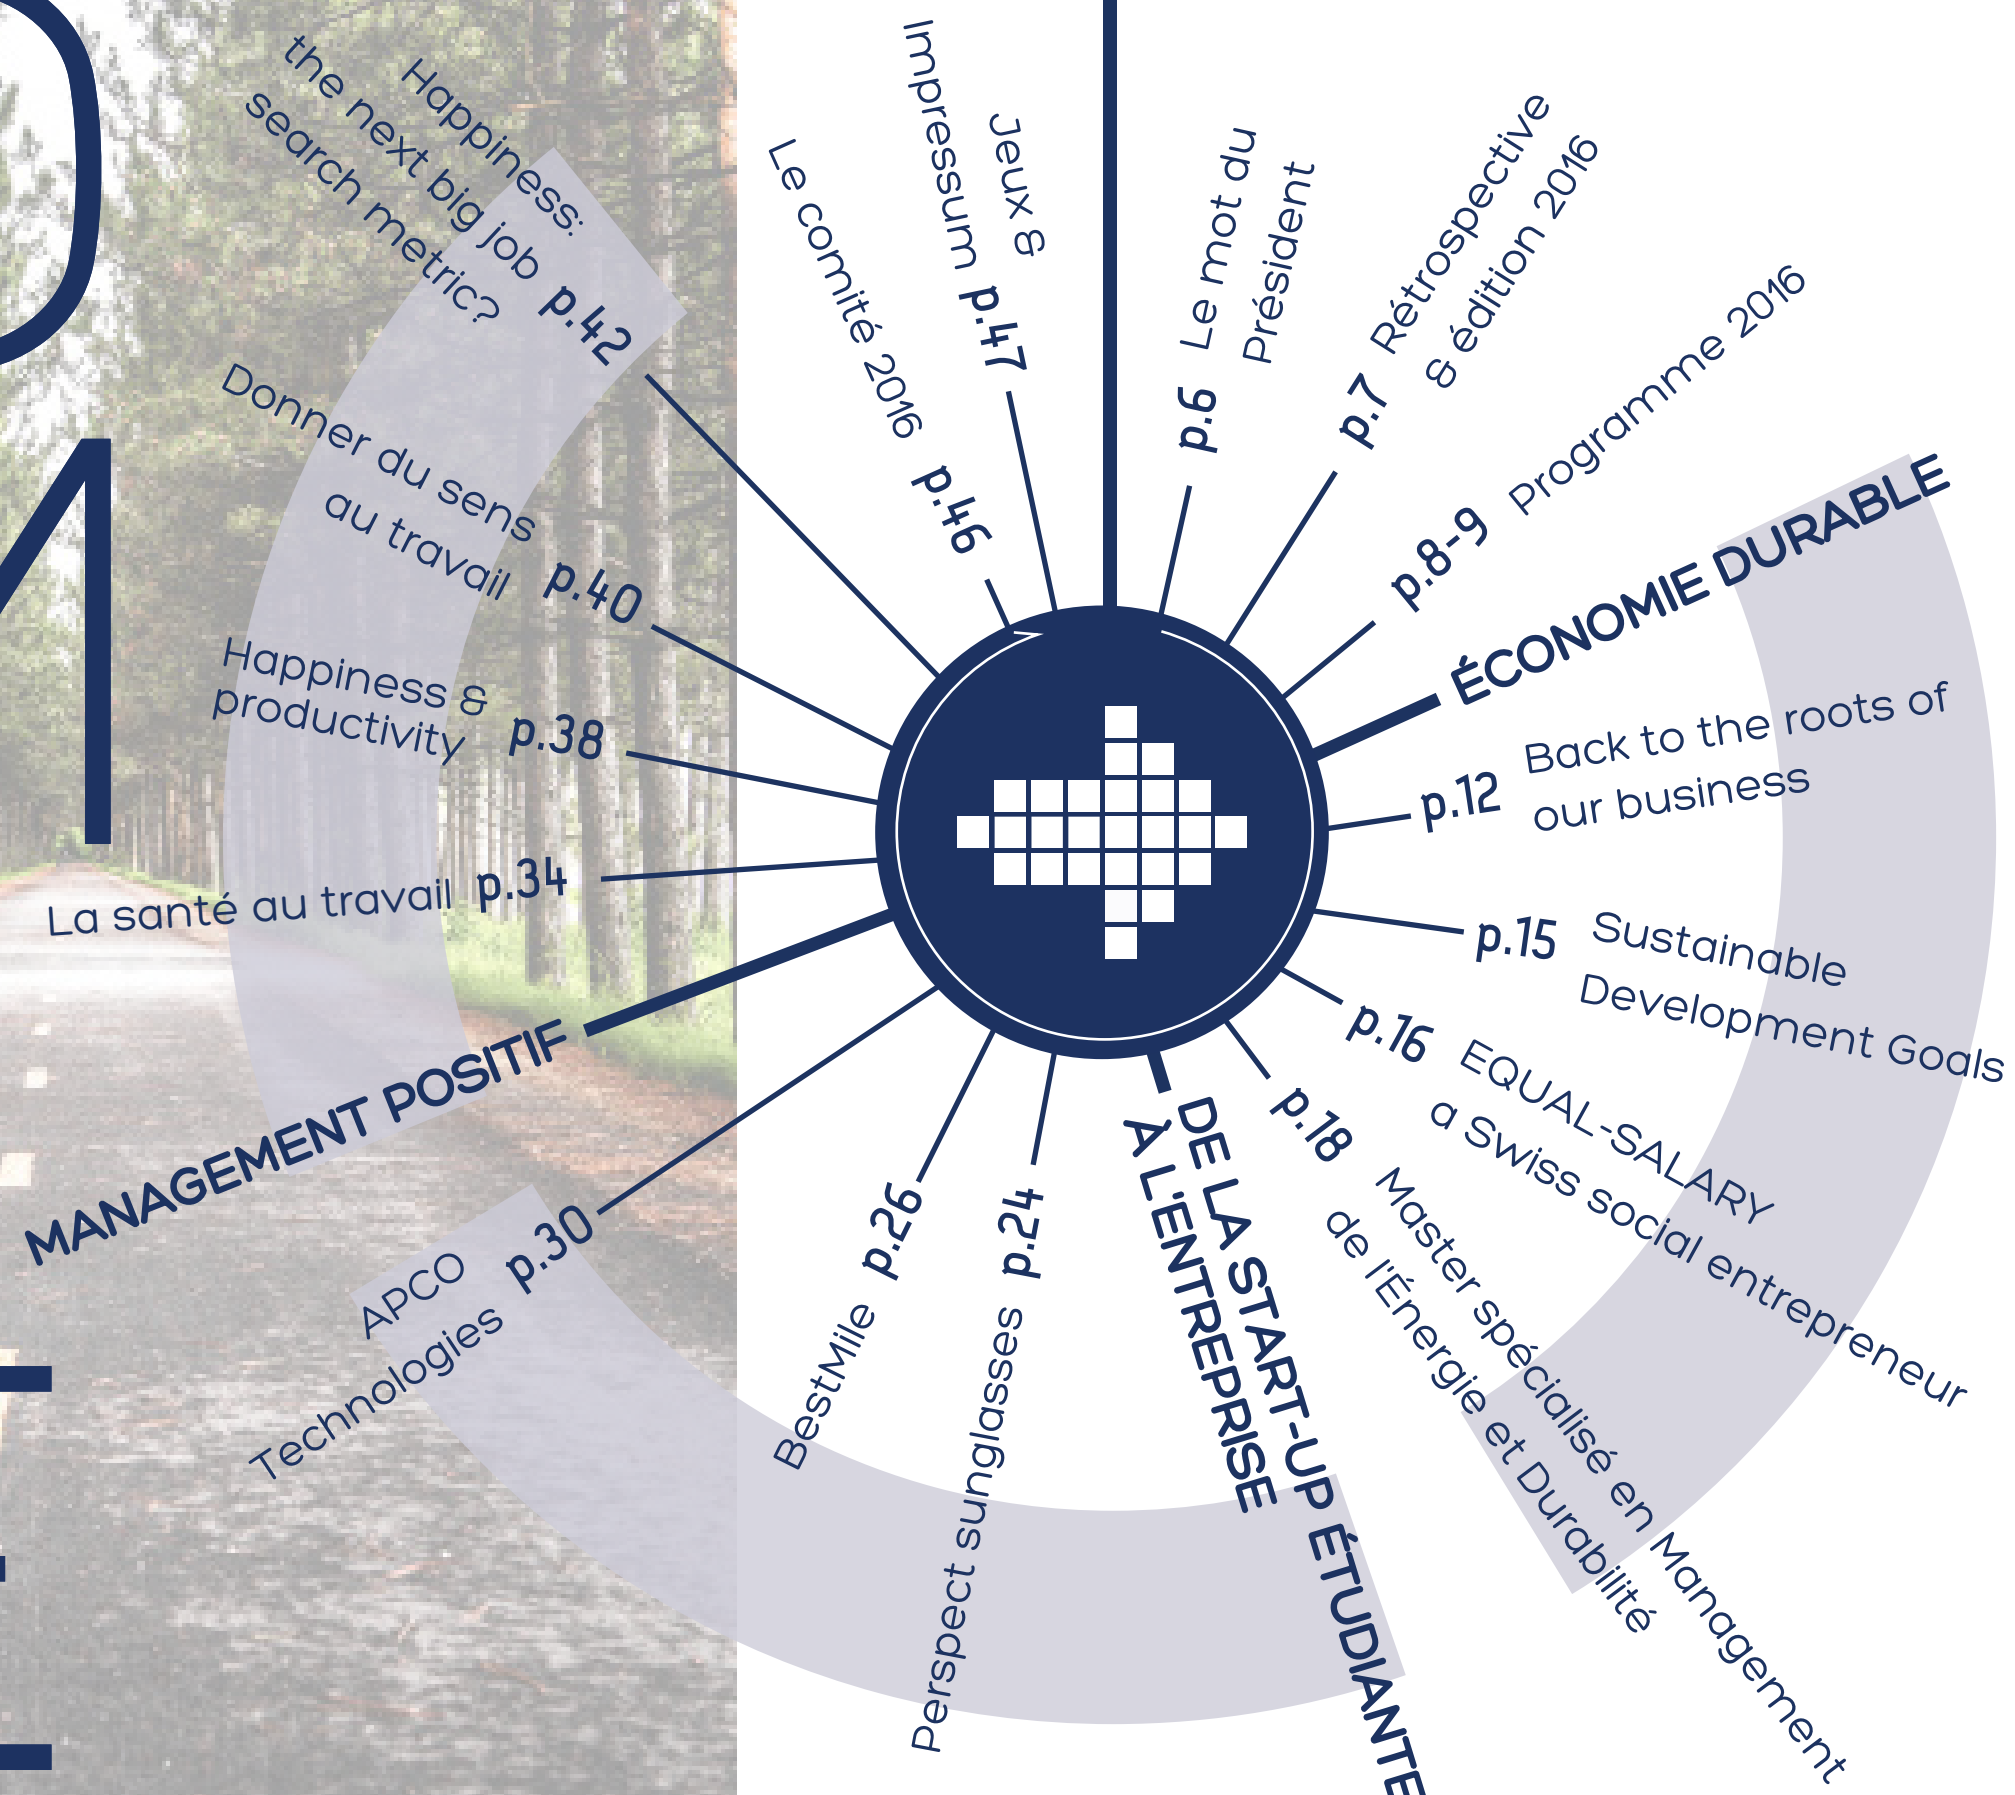 p.6 Le mot du
Président
p.7 Rétrospective
& édition 2016
p.8-9 Programme 2016
ÉCONOMIE DURABLE
p.12 Back to the roots of
our business
p.15 Sustainable
Development Goals
p.16 EQUAL-SALARY
a Swiss social entrepreneur
p.18 Master spécialisé en Management
de l'Énergie et Durabilité
DE LA START-UP ÉTUDIANTE
À L'ENTREPRISE
p.24 Perspect sunglasses
p.26 BestMile
p.30 APCO
Technologies
MANAGEMENT POSITIF
La santé au travail p.34
Happiness &
productivity p.38
Donner du sens
au travail p.40
Happiness:
the next big job
search metric? p.42
Le comité 2016 p.46
Jeux &
Impressum p.47